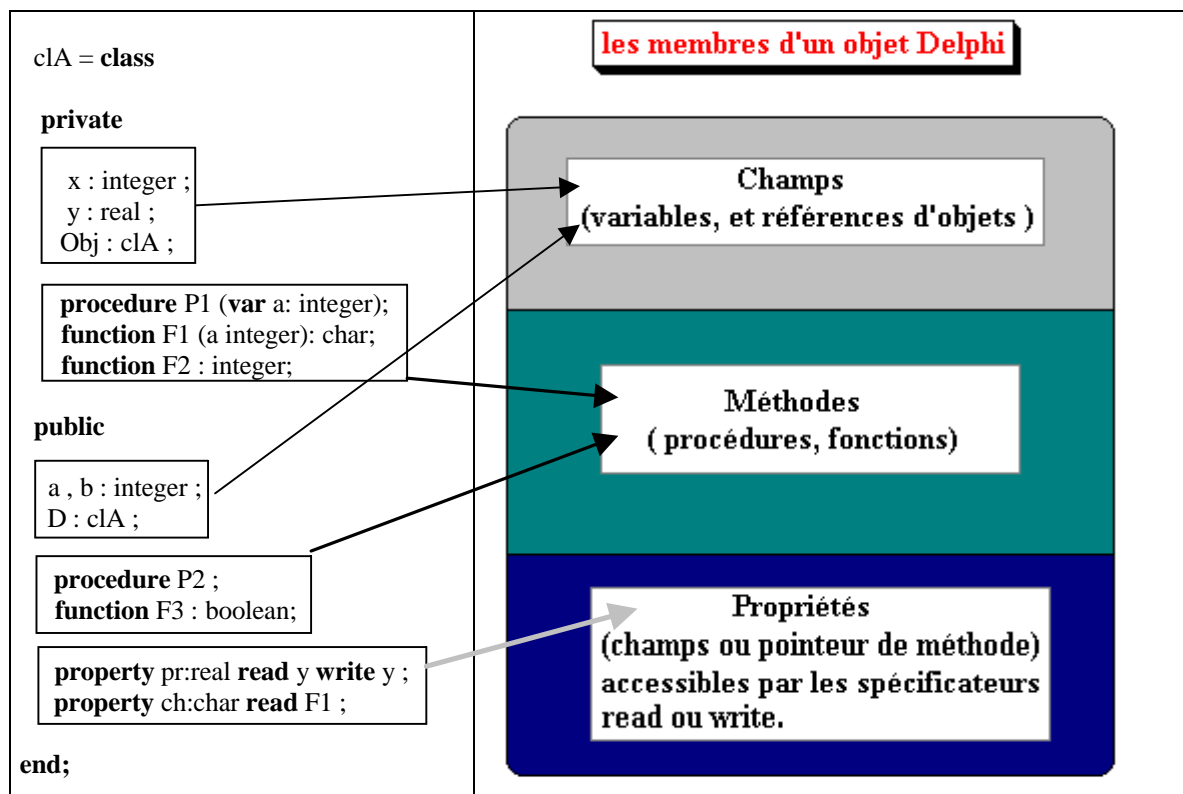 clA = class
private
x : integer ;
y : real ;
Obj : clA ;
procedure P1 (var a: integer);
function F1 (a integer): char;
function F2 : integer;
public
a , b : integer ;
D : clA ;
procedure P2 ;
function F3 : boolean;
property pr:real read y write y ;
property ch:char read F1 ;
end;
les membres d'un objet Delphi
Champs
(variables, et références d'objets )
Méthodes
( procédures, fonctions)
Propriétés
(champs ou pointeur de méthode)
accessibles par les spécificateurs
read ou write.